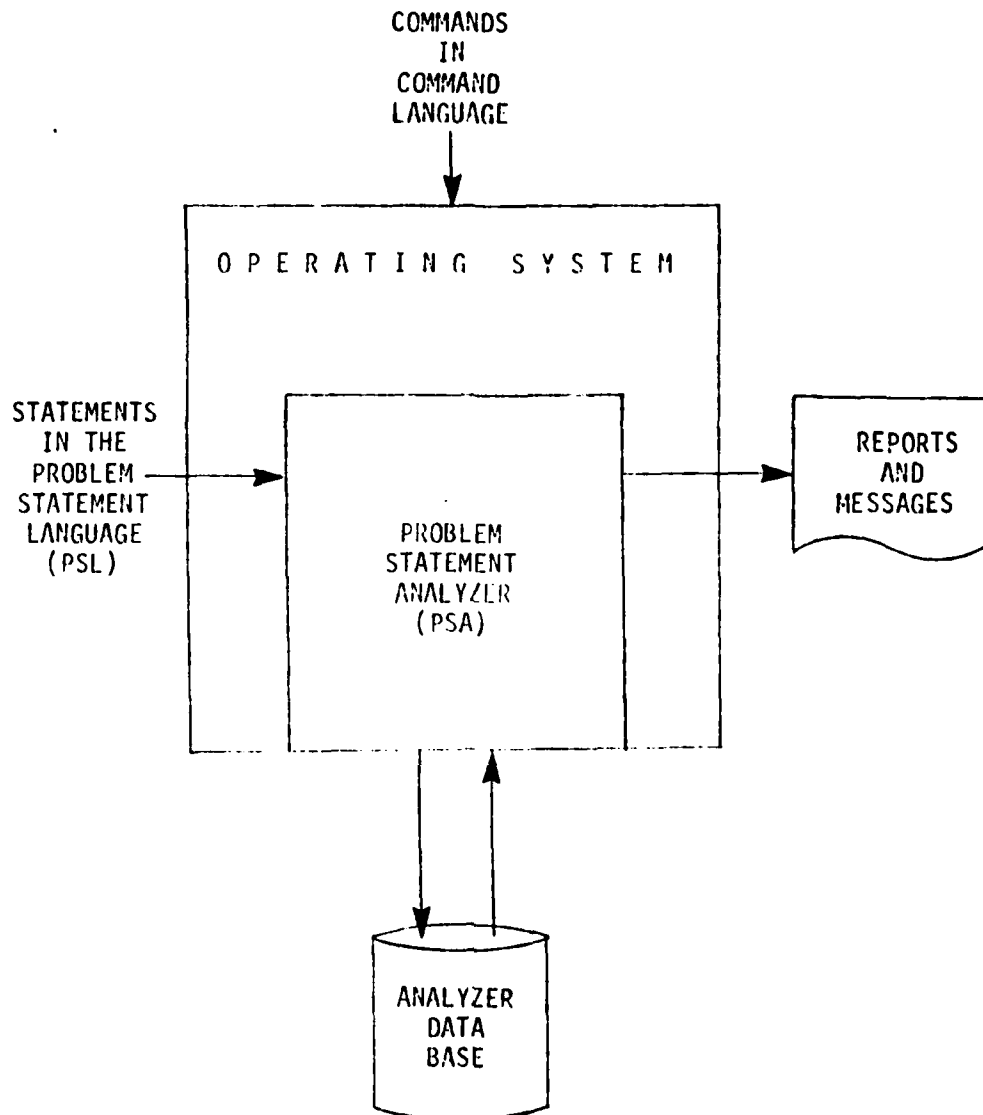 COMMANDS
IN
COMMAND
LANGUAGE
OPERATING SYSTEM
STATEMENTS
IN THE
PROBLEM
STATEMENT
LANGUAGE
(PSL)
PROBLEM
STATEMENT
ANALYZER
(PSA)
REPORTS
AND
MESSAGES
ANALYZER
DATA
BASE